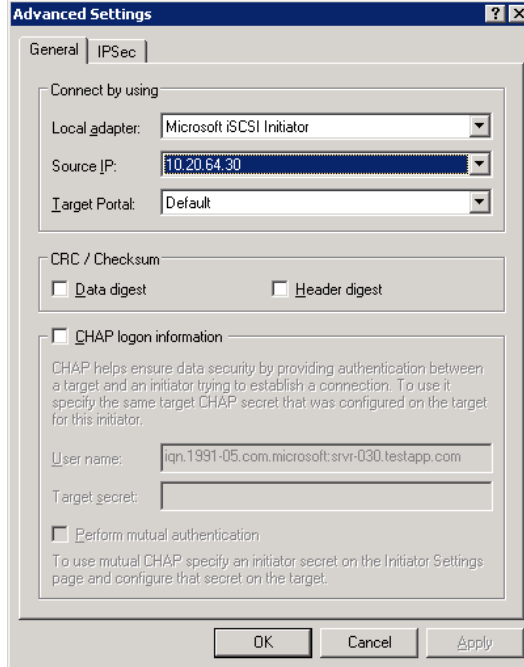 Advanced Settings
General
IPSec
Connect by using
Local adapter:
Microsoft iSCSI Initiator
Source IP:
10.20.64.30
Target Portal:
Default
CRC / Checksum
Data digest
Header digest
CHAP logon information
CHAP helps ensure data security by providing authentication between
a target and an initiator trying to establish a connection. To use it
specify the same target CHAP secret that was configured on the target
for this initiator.
User name:
iqn.1991-05.com.microsoft:srvr-030.testapp.com
Target secret:
Perform mutual authentication
To use mutual CHAP specify an initiator secret on the Initiator Settings
page and configure that secret on the target.
OK
Cancel
Apply